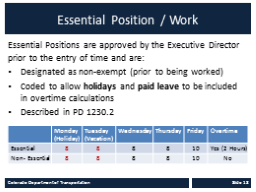 Essential Position / Work
Essential Positions are approved by the Executive Director
prior to the entry of time and are:
• Designated as non-exempt (prior to being worked)
• Coded to allow holidays and paid leave to be included
in overtime calculations
• Described in PD 1230.2
Monday (Holiday) Tuesday (Vacation) Wednesday Thursday Friday Overtime
Essential 8 8 8 8 10 Yes (2 Hours)
Non- Essential 8 8 8 8 10 No
Colorado Department of Transportation Slide 13